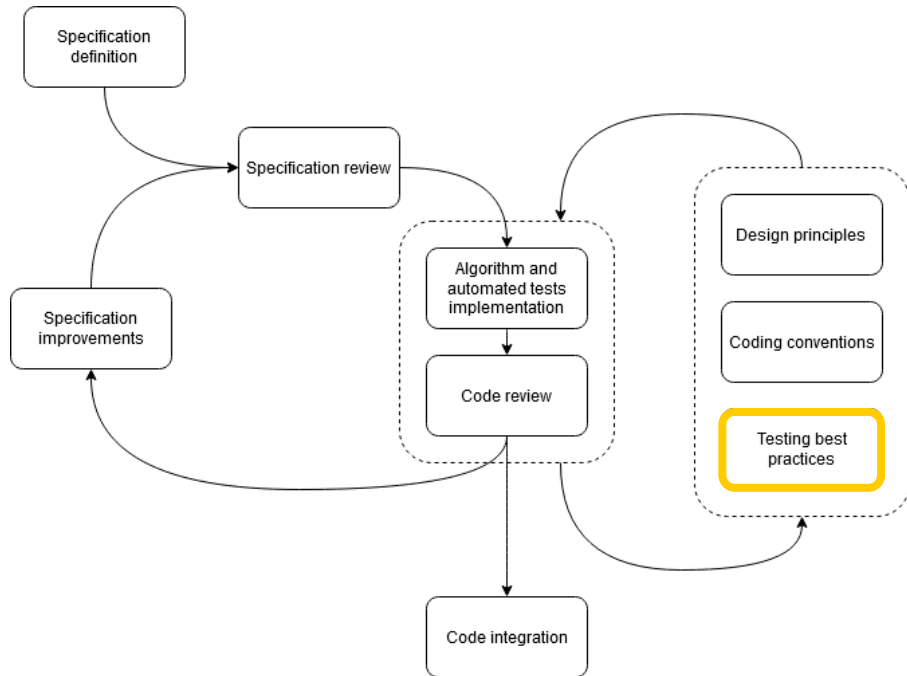 Specification
definition
Specification review
Design principles
Algorithm and
automated tests
implementation
Specification
improvements
Coding conventions
Code review
Testing best
practices
Code integration